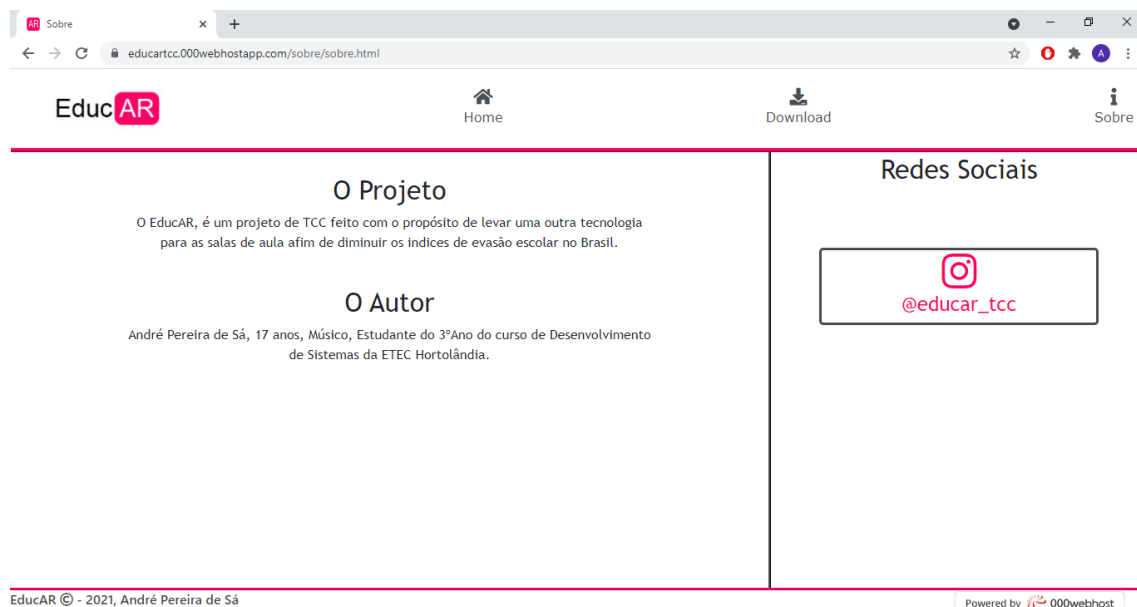 Sobre
educartcc.000webhostapp.com/sobre/sobre.html
A
EducAR
Home
Download
Sobre
O Projeto
O EducAR, é um projeto de TCC feito com o propósito de levar uma outra tecnologia
para as salas de aula afim de diminuir os indices de evasão escolar no Brasil.
O Autor
André Pereira de Sá, 17 anos, Músico, Estudante do 3ºAno do curso de Desenvolvimento
de Sistemas da ETEC Hortolândia.
Redes Sociais
@educar_tcc
EducAR © - 2021, André Pereira de Sá
Powered by 000webhost